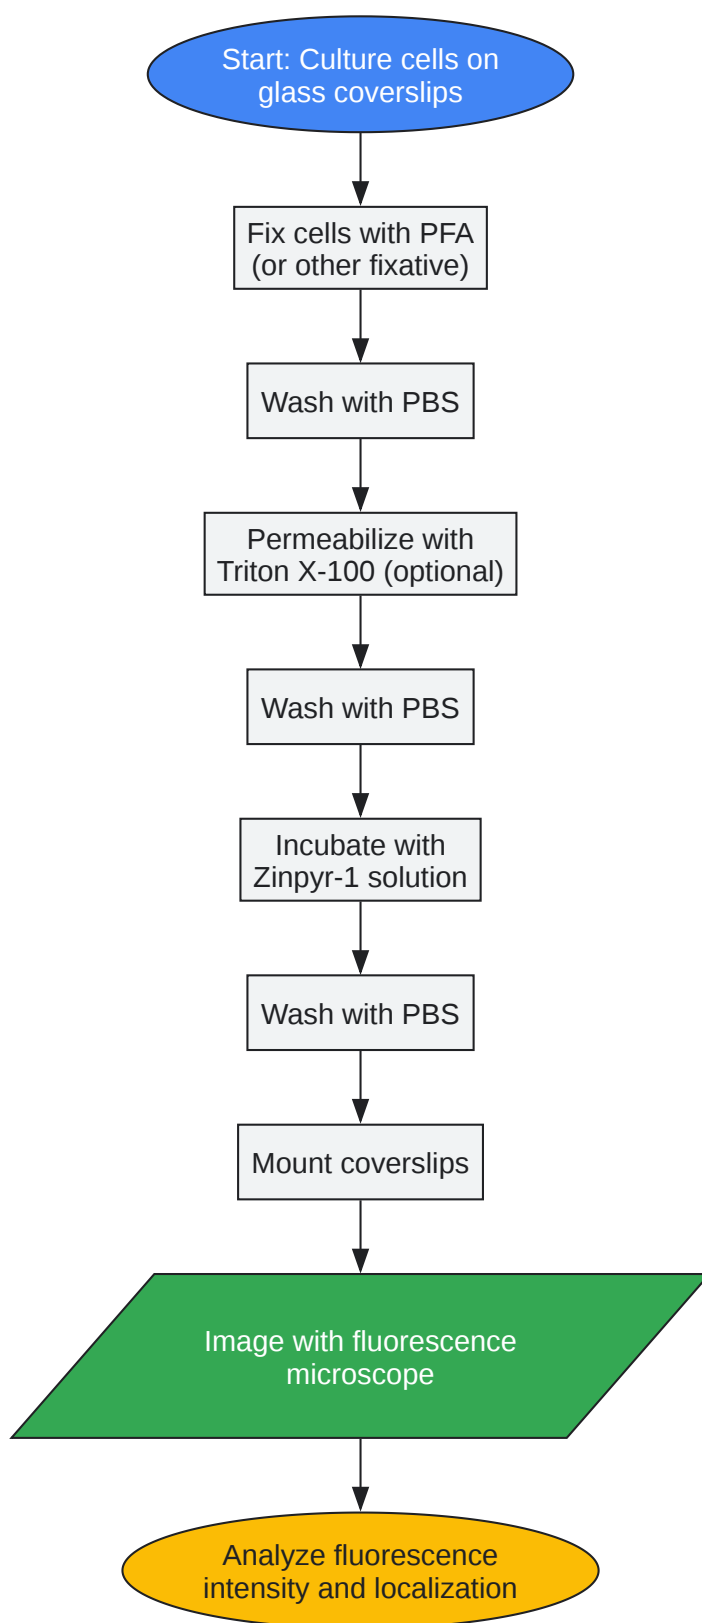 Start: Culture cells on
glass coverslips
Fix cells with PFA
(or other fixative)
Wash with PBS
Permeabilize with
Triton X-100 (optional)
Wash with PBS
Incubate with
Zinpyr-1 solution
Wash with PBS
Mount coverslips
Image with fluorescence
microscope
Analyze fluorescence
intensity and localization